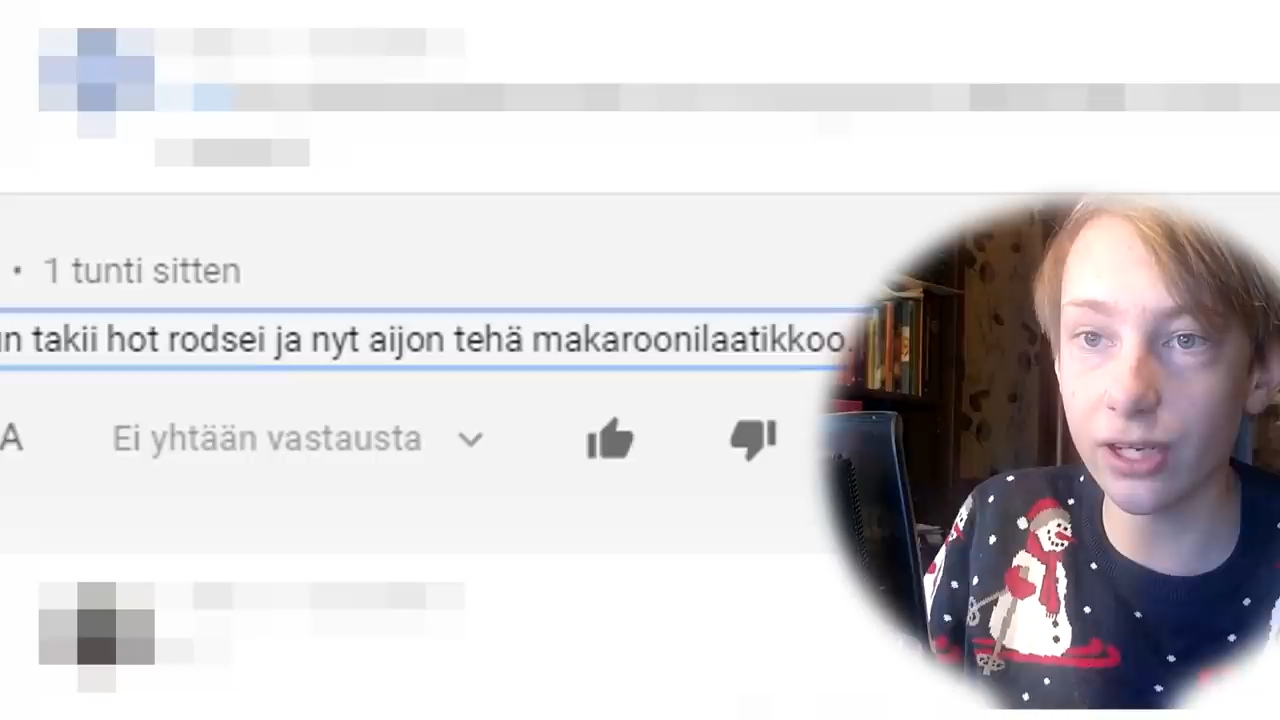 • 1 tunti sitten
takii hot rodsei ja nyt aijon tehä makaroonilaatikkoo.
A Ei yhtään vastausta